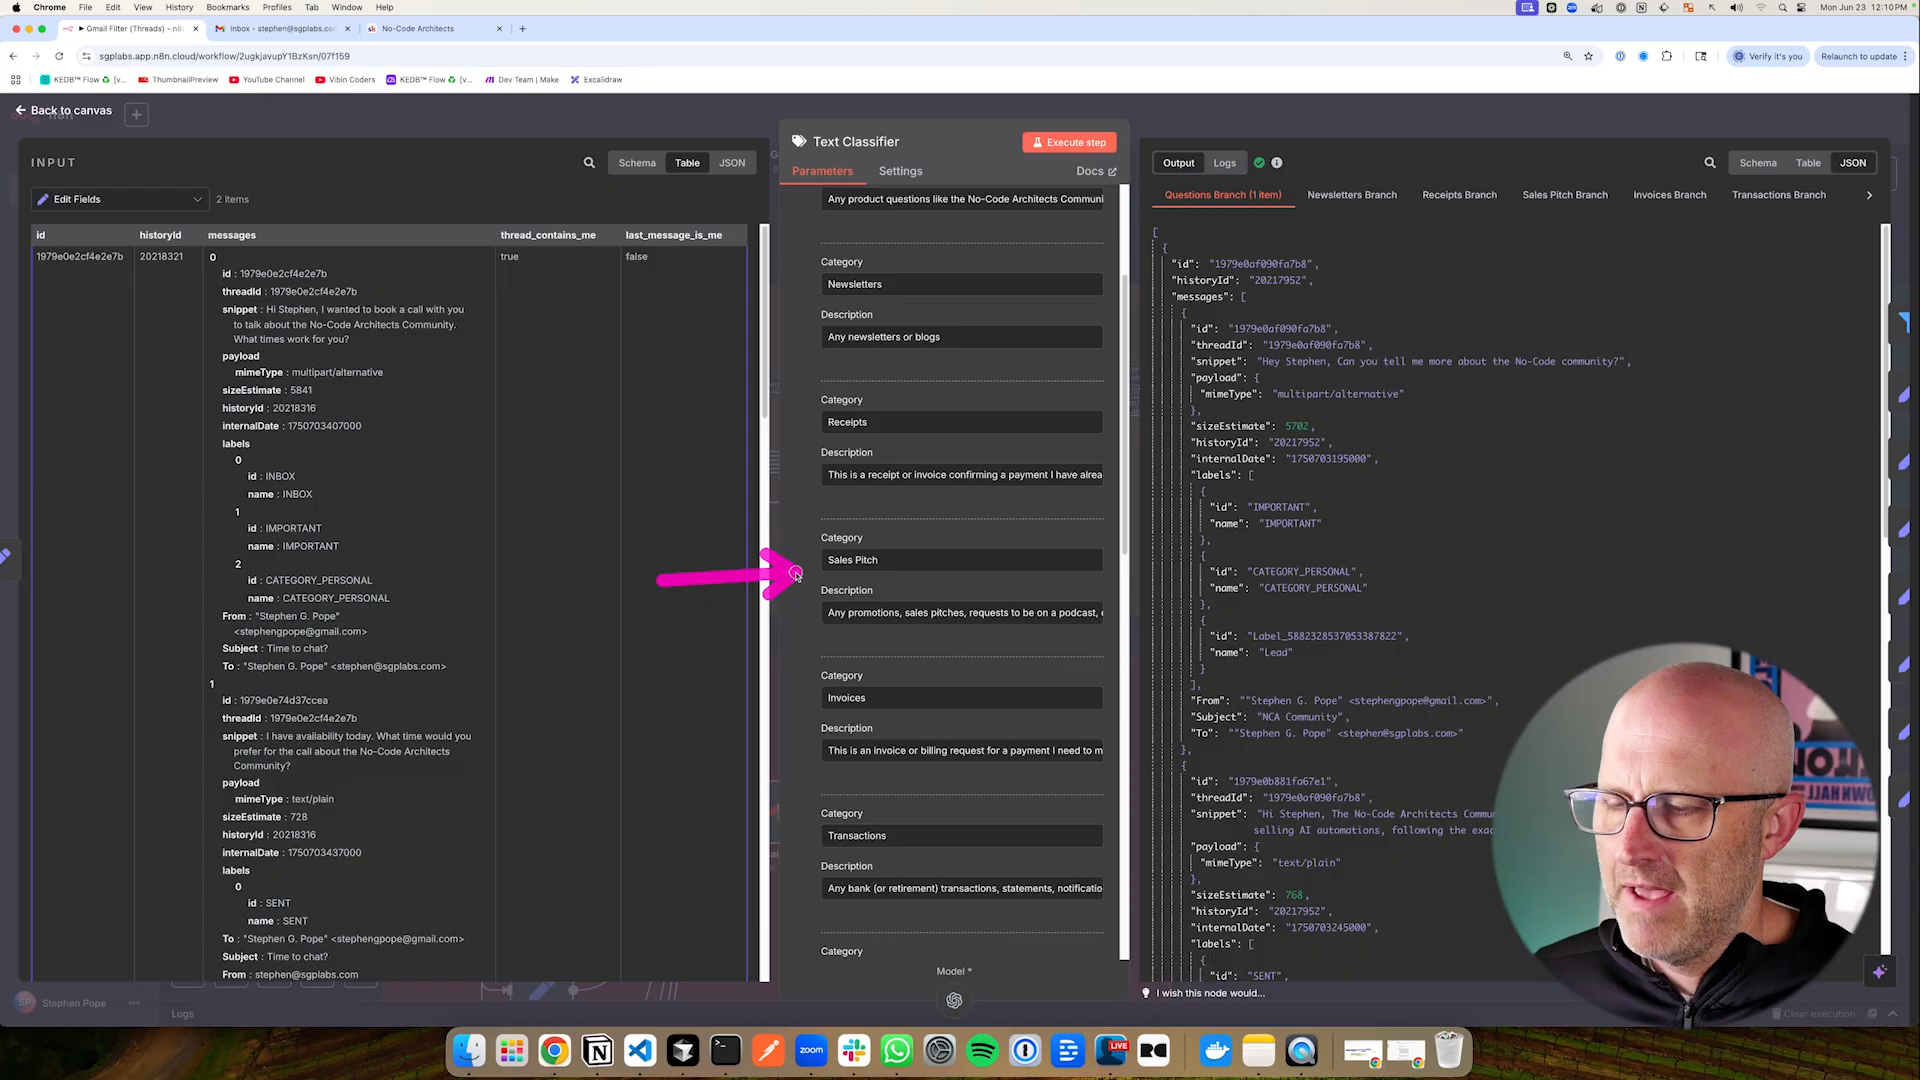 Chrome File Edit View History Bookmarks Profiles Tab Window Help
Mon Jun 23 12:10 PM
Gmail Filter (Threads) - n8
Inbox - stephen@sgplabs.co
No-Code Architects
sgplabs.app.n8n.cloud/workflow/2ugkjavupY1BzKsn/07f159
Verify it's you
Relaunch to update
KEDB™ Flow [v...
ThumbnailPreview
YouTube Channel
Vibin Coders
KEDB™ Flow [v...
Dev Team | Make
Excalidraw
Back to canvas
INPUT
Schema Table JSON
Edit Fields
2 items
id historyId messages thread_contains_me last_message_is_me
1979e0e2cf4e2e7b 20218321 0 true false
id : 1979e0e2cf4e2e7b
threadId : 1979e0e2cf4e2e7b
snippet : Hi Stephen, I wanted to book a call with you
to talk about the No-Code Architects Community.
What times work for you?
payload
mimeType : multipart/alternative
sizeEstimate : 5841
historyId : 20218316
internalDate : 1750703407000
labels
0
id : INBOX
name : INBOX
1
id : IMPORTANT
name : IMPORTANT
2
id : CATEGORY_PERSONAL
name : CATEGORY_PERSONAL
From : "Stephen G. Pope"
<stephengpope@gmail.com>
Subject : Time to chat?
To : "Stephen G. Pope" <stephen@sgplabs.com>
1
id : 1979e0e74d37ccea
threadId : 1979e0e2cf4e2e7b
snippet : I have availability today. What time would you
prefer for the call about the No-Code Architects
Community?
payload
mimeType : text/plain
sizeEstimate : 728
historyId : 20218316
internalDate : 1750703437000
labels
0
id : SENT
name : SENT
To : "Stephen G. Pope" <stephengpope@gmail.com>
Subject : Time to chat?
From : stephen@sgplabs.com
Text Classifier
Execute step
Parameters Settings Docs
Any product questions like the No-Code Architects Communi
Category
Newsletters
Description
Any newsletters or blogs
Category
Receipts
Description
This is a receipt or invoice confirming a payment I have alrea
Category
Sales Pitch
Description
Any promotions, sales pitches, requests to be on a podcast,
Category
Invoices
Description
This is an invoice or billing request for a payment I need to m
Category
Transactions
Description
Any bank (or retirement) transactions, statements, notificatio
Category
Model *
Output Logs
Schema Table JSON
Questions Branch (1 item) Newsletters Branch Receipts Branch Sales Pitch Branch Invoices Branch Transactions Branch
[
{
"id": "1979e0af090fa7b8",
"historyId": "20217952",
"messages": [
{
"id": "1979e0af090fa7b8",
"threadId": "1979e0af090fa7b8",
"snippet": "Hey Stephen, Can you tell me more about the No-Code community?",
"payload": {
"mimeType": "multipart/alternative"
},
"sizeEstimate": 5702,
"historyId": "20217952",
"internalDate": "1750703195000",
"labels": [
{
"id": "IMPORTANT",
"name": "IMPORTANT"
},
{
"id": "CATEGORY_PERSONAL",
"name": "CATEGORY_PERSONAL"
},
{
"id": "Label_5882328537053387822",
"name": "Lead"
}
],
"From": ""Stephen G. Pope" <stephengpope@gmail.com>",
"Subject": "NCA Community",
"To": ""Stephen G. Pope" <stephen@sgplabs.com>"
},
{
"id": "1979e0b881fa67e1",
"threadId": "1979e0af090fa7b8",
"snippet": "Hi Stephen, The No-Code Architects Commu
selling AI automations, following the exac
"payload": {
"mimeType": "text/plain"
},
"sizeEstimate": 768,
"historyId": "20217952",
"internalDate": "1750703245000",
"labels": [
{
"id": "SENT",
I wish this node would...
Stephen Pope
Logs
Clear execution
zoom
LIVE